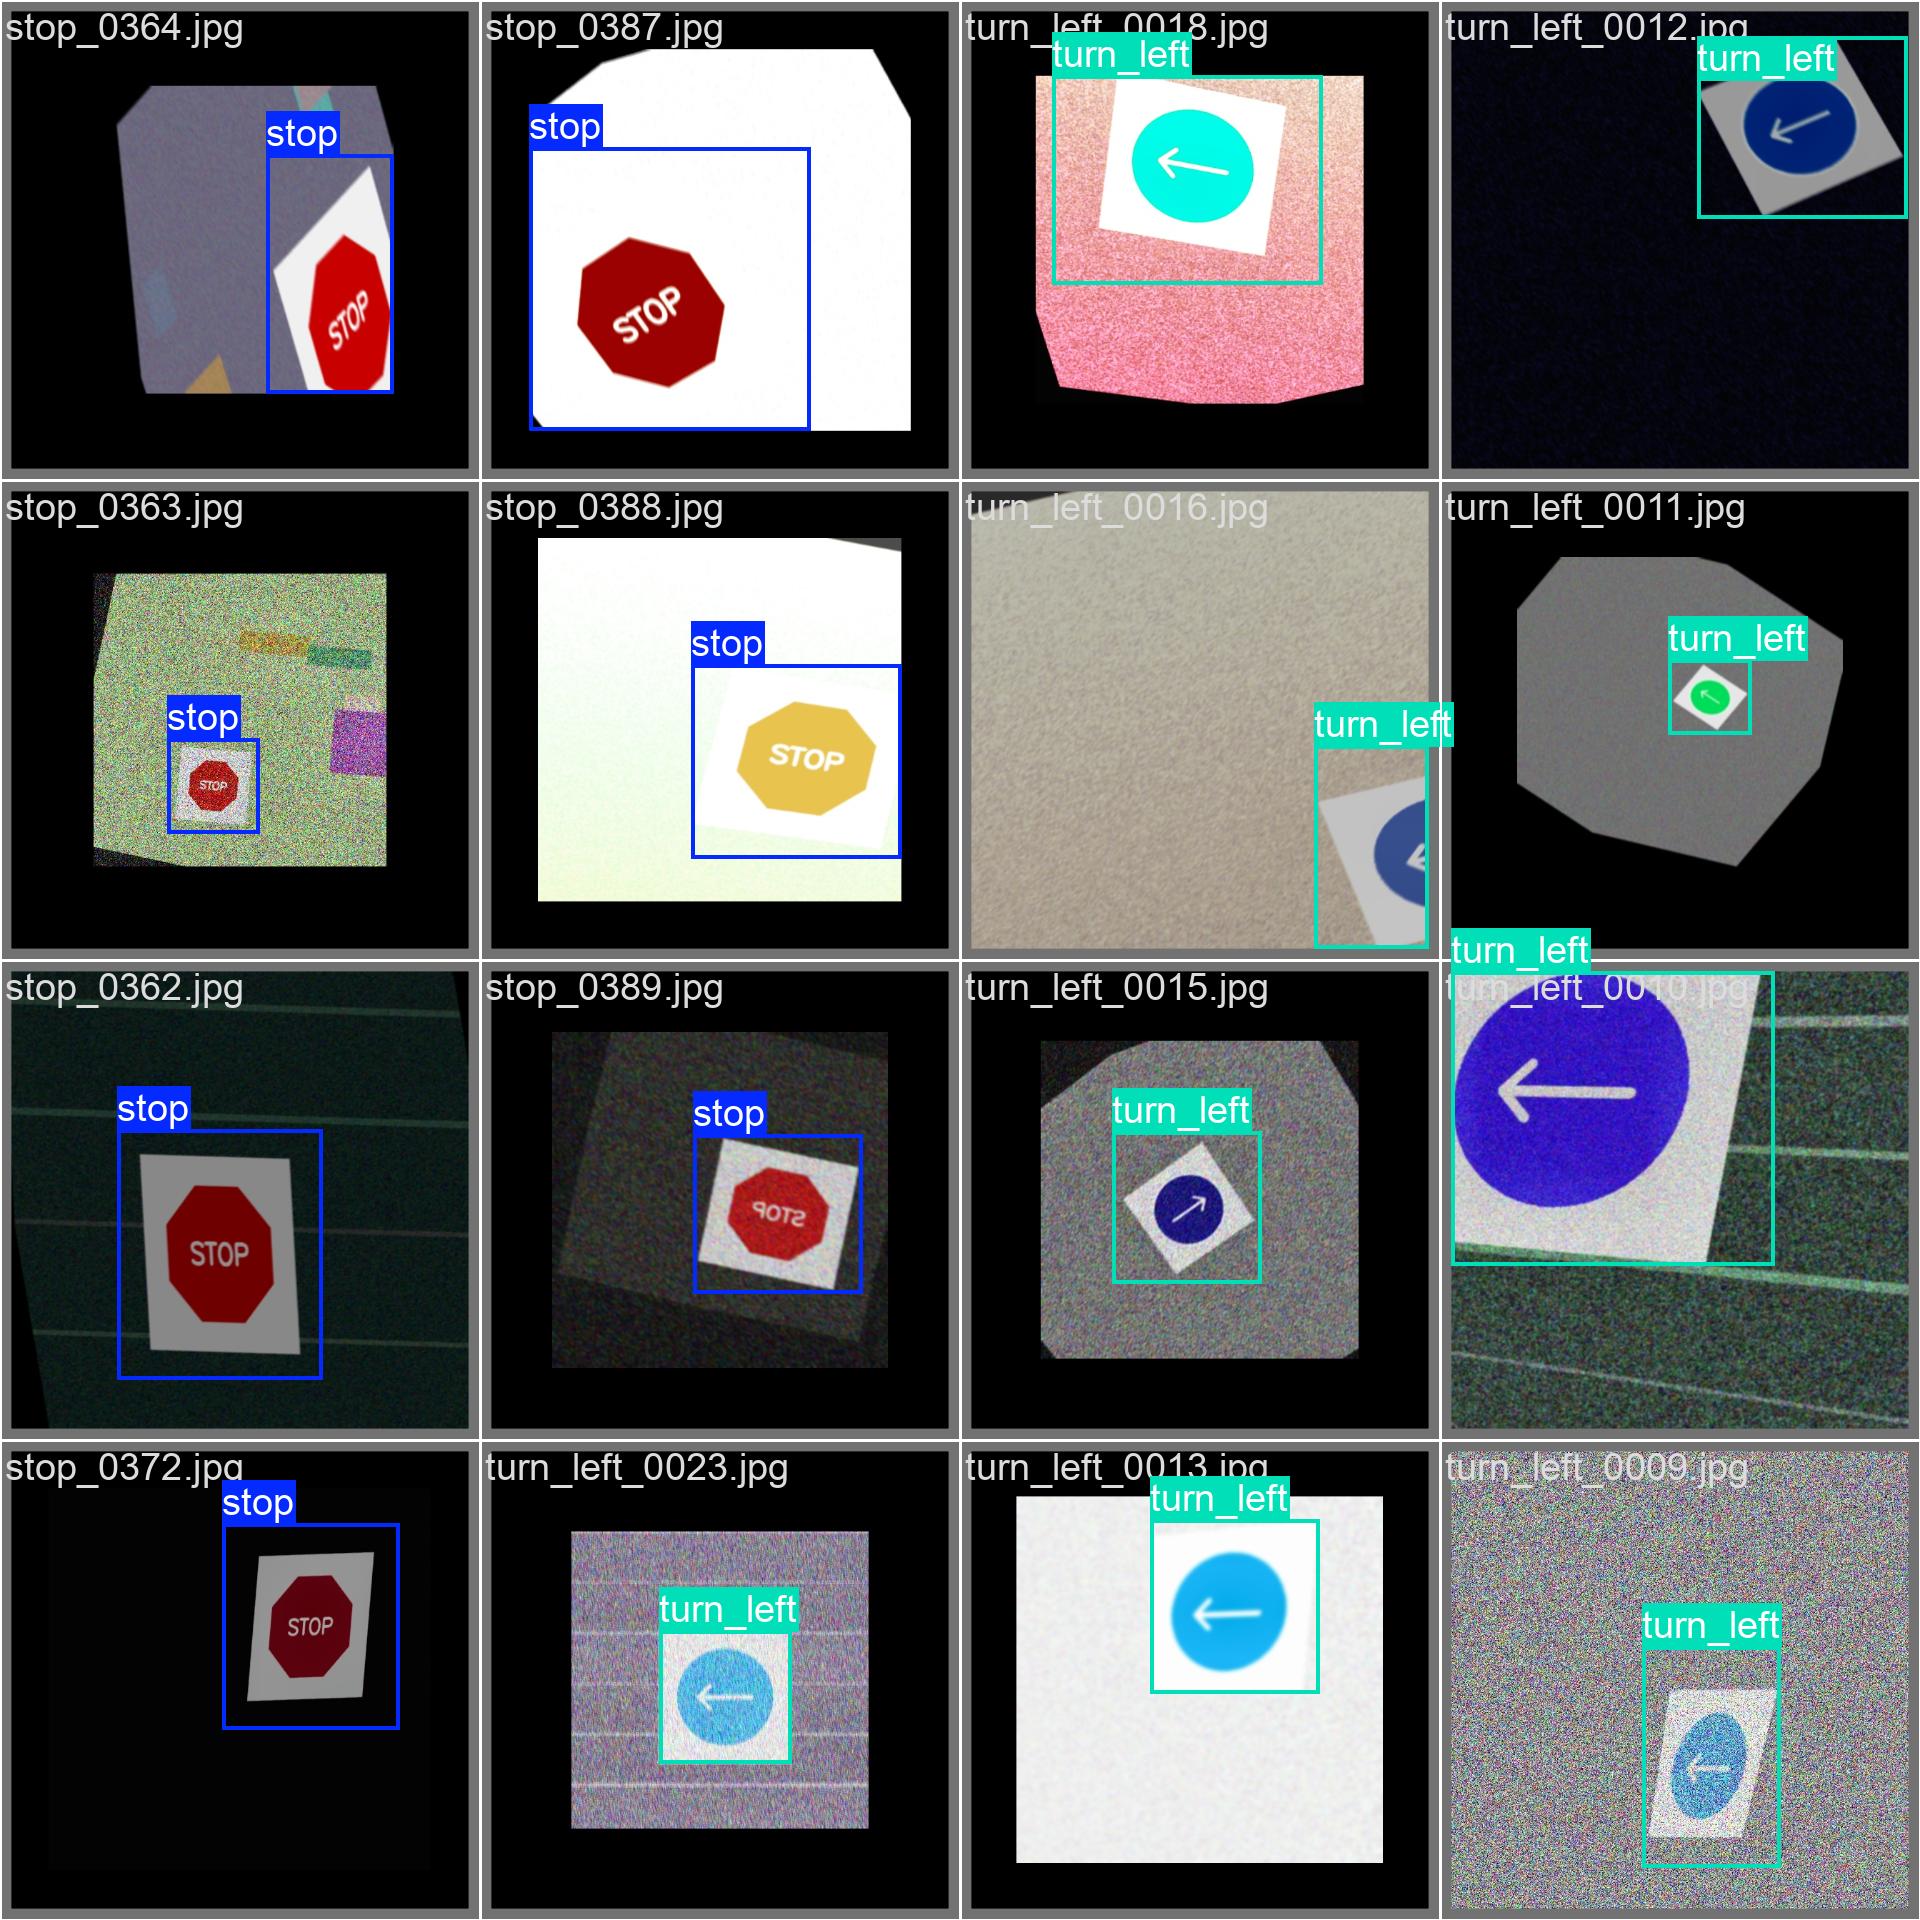 stop_0364.jpg
stop
STOP
stop_0387.jpg
stop
STOP
turn_left_0018.jpg
turn_left
turn_left_0012.jpg
turn_left
stop_0363.jpg
stop
STOP
stop_0388.jpg
stop
STOP
turn_left_0016.jpg
turn_left
turn_left_0011.jpg
turn_left
stop_0362.jpg
stop
STOP
stop_0389.jpg
stop
STOP
turn_left_0015.jpg
turn_left
turn_left
turn_left_0010.jpg
stop_0372.jpg
stop
STOP
turn_left_0023.jpg
turn_left
turn_left_0013.jpg
turn_left
turn_left_0009.jpg
turn_left